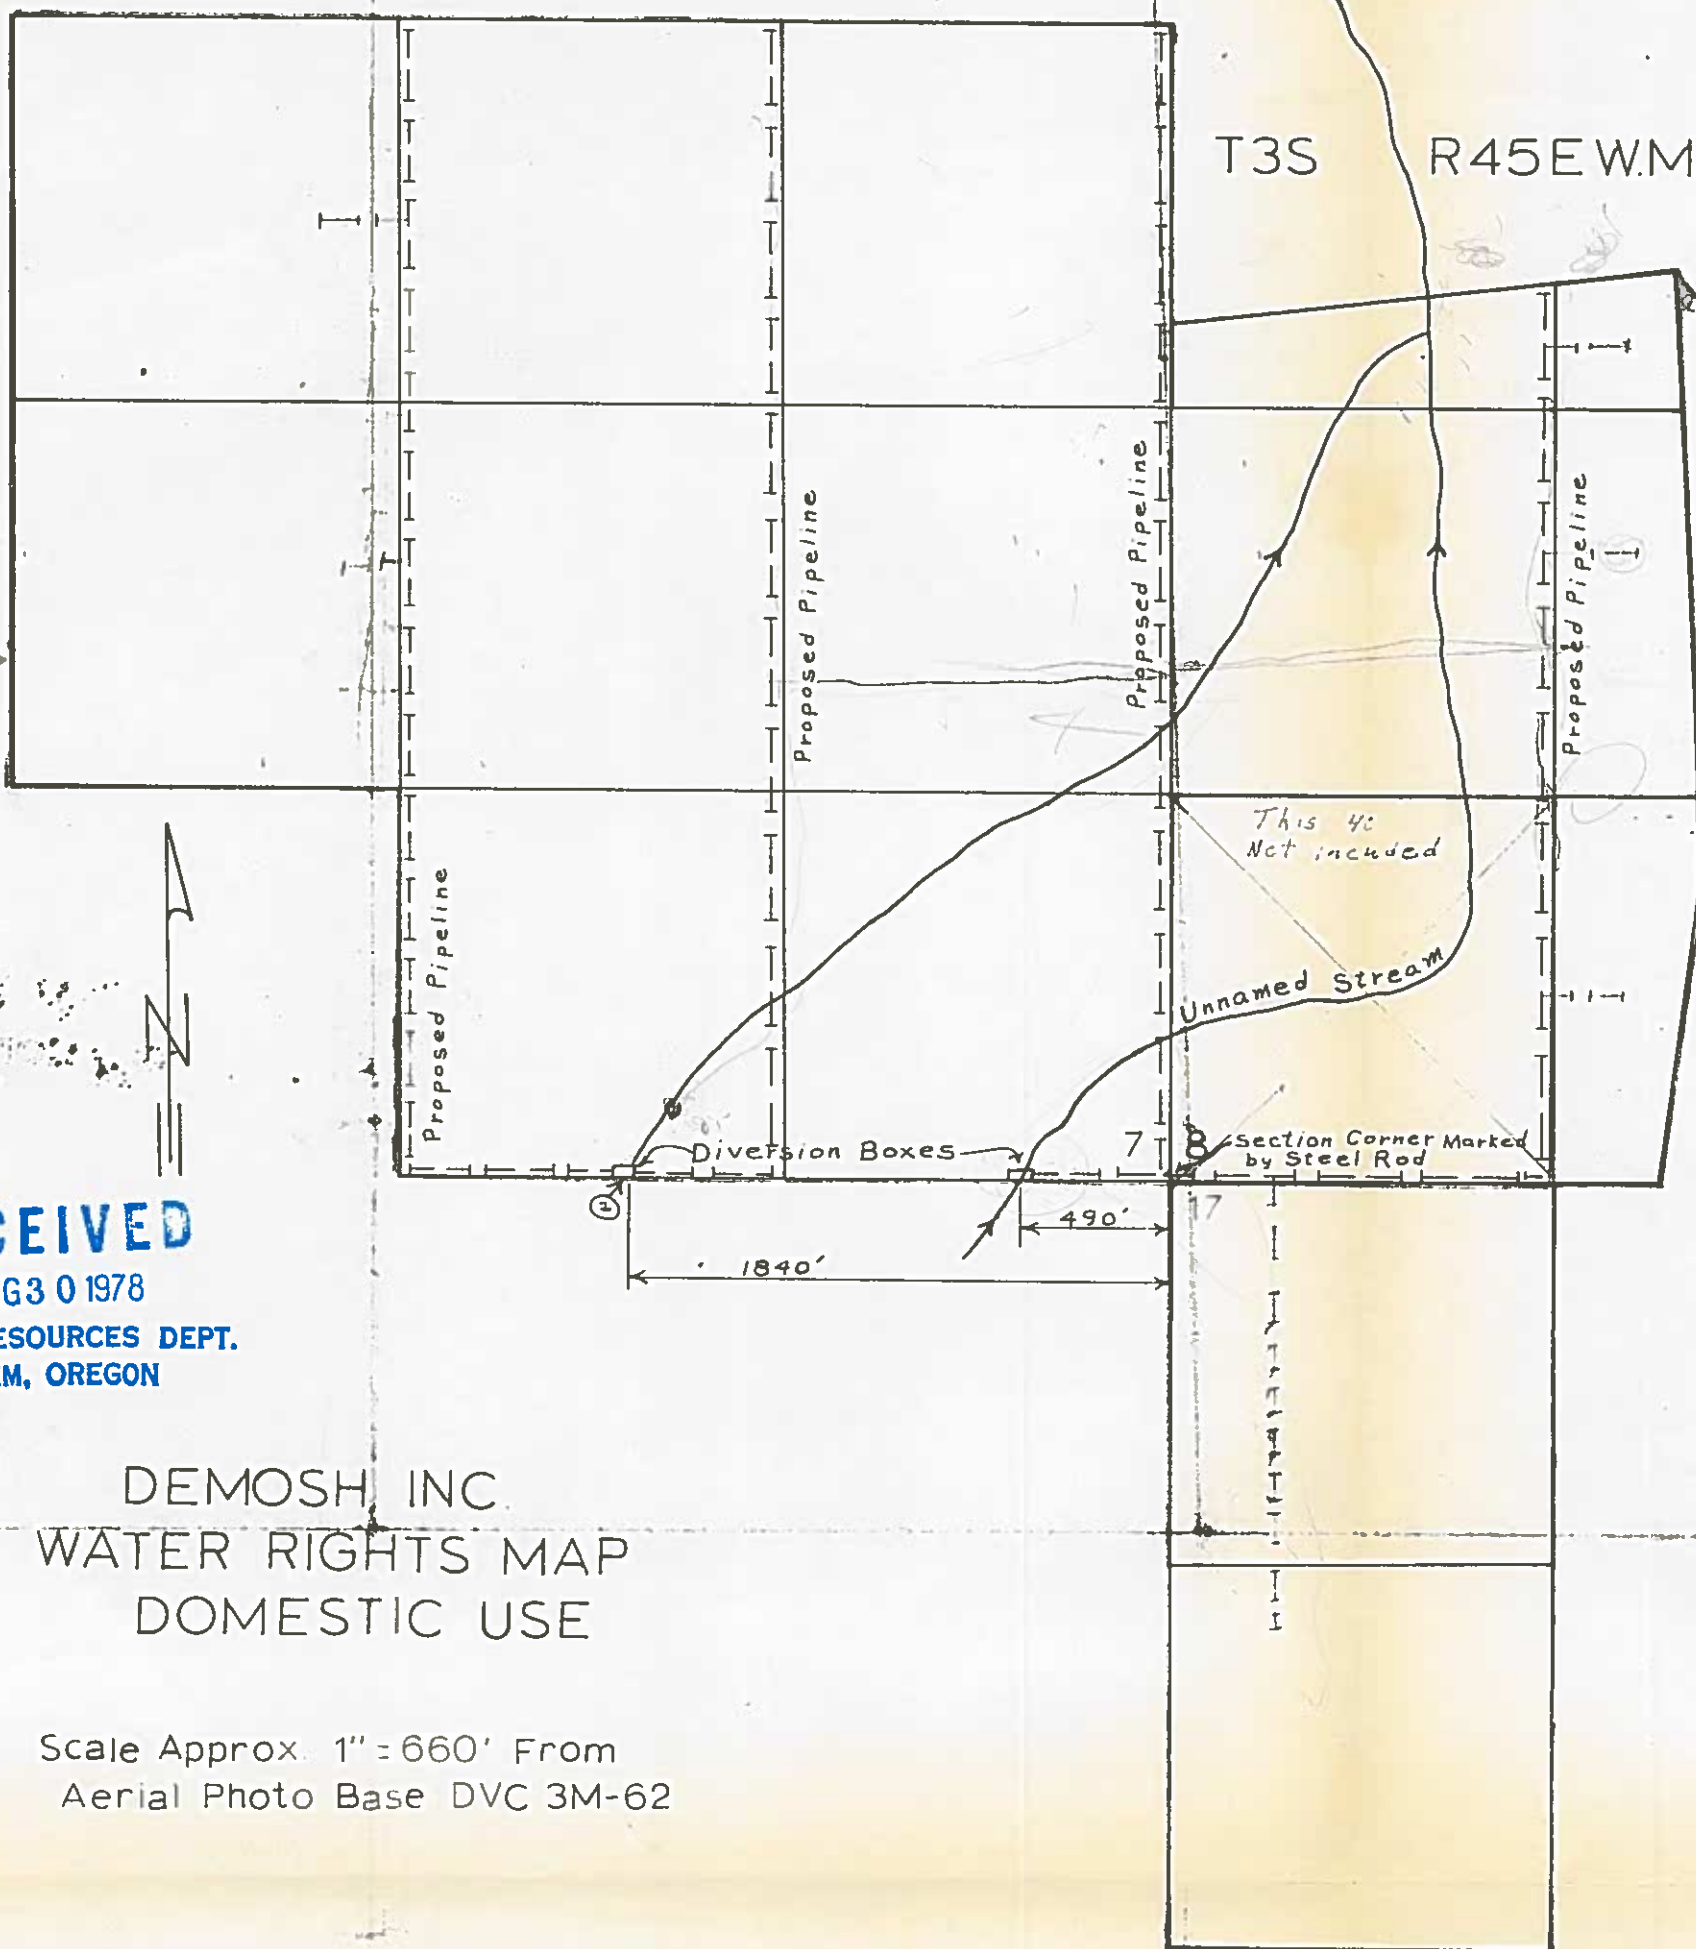 T3S R45E W.M
Proposed Pipeline
Proposed Pipeline
Proposed Pipeline
Proposed Pipeline
This 40
Not included
Unnamed Stream
Diversion Boxes
7
8
Section Corner Marked
by Steel Rod
17
2
490'
1840'
N
CEIVED
G 30 1978
ESOURCES DEPT.
M, OREGON
DEMOSH INC.
WATER RIGHTS MAP
DOMESTIC USE
Scale Approx. 1" = 660' From
Aerial Photo Base DVC 3M-62